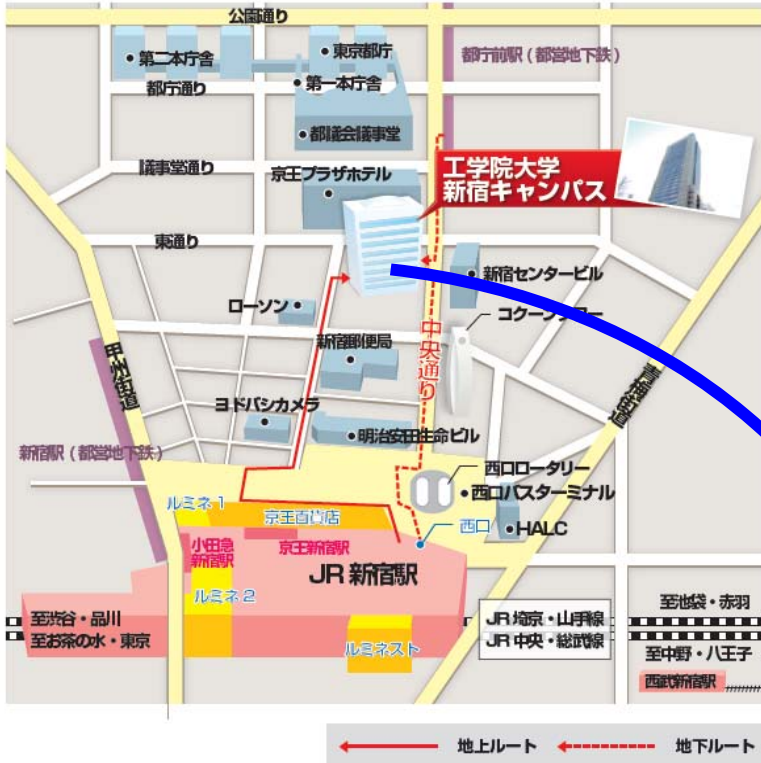 公園通り
第二本庁舎
東京都庁
都庁前駅(都営地下鉄)
都庁通り
第一本庁舎
都議会議事堂
議事堂通り
京王プラザホテル
工学院大学
新宿キャンパス
東通り
新宿センタービル
ローソン
コクーンタワー
中央通り
新宿郵便局
甲州街道
青梅街道
ヨドバシカメラ
明治安田生命ビル
新宿駅(都営地下鉄)
西口ロータリー
西口バスターミナル
ルミネ1
京王百貨店
西口
HALC
小田急
新宿駅
京王新宿駅
JR 新宿駅
ルミネ2
至渋谷・品川
至お茶の水・東京
ルミネスト
JR 埼京・山手線
JR 中央・総武線
至池袋・赤羽
至中野・八王子
西武新宿駅
地上ルート
地下ルート